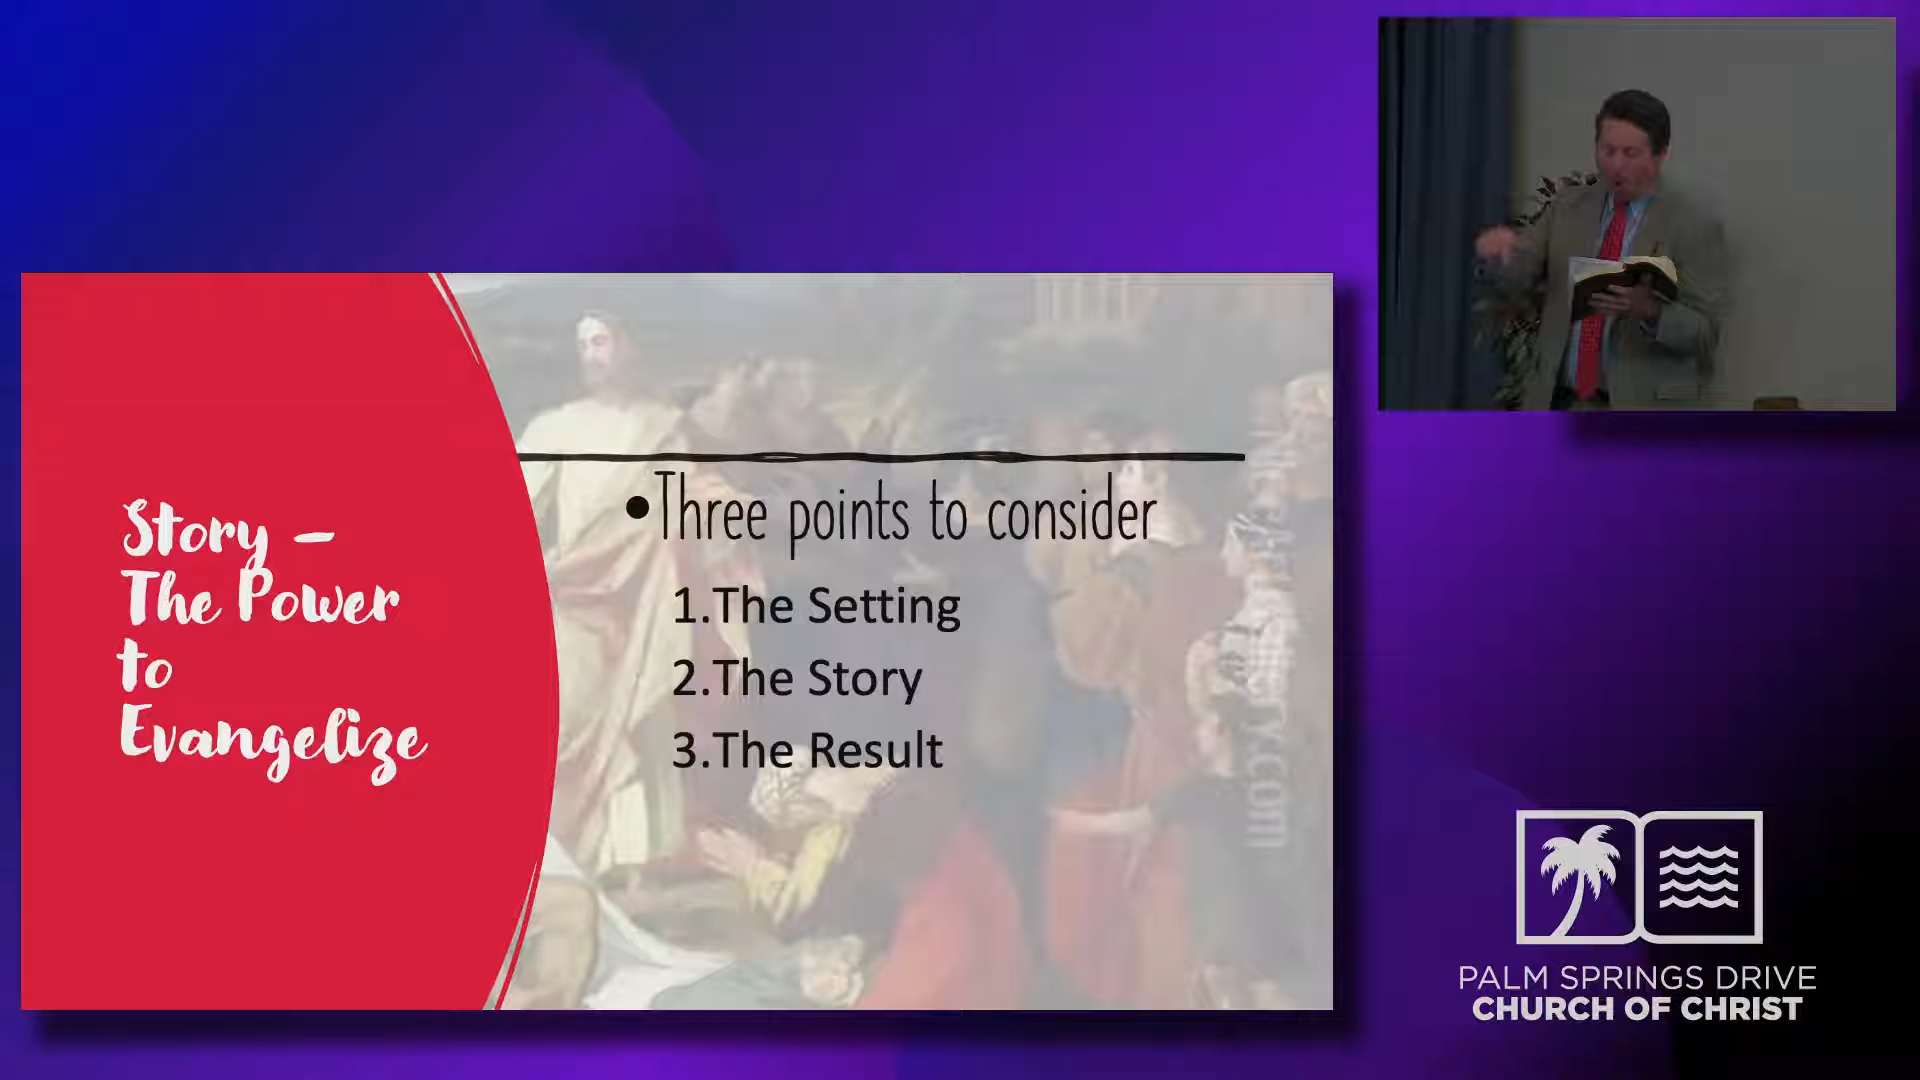 Story –
The Power
to
Evangelize
•Three points to consider
1.The Setting
2.The Story
3.The Result
PALM SPRINGS DRIVE
CHURCH OF CHRIST